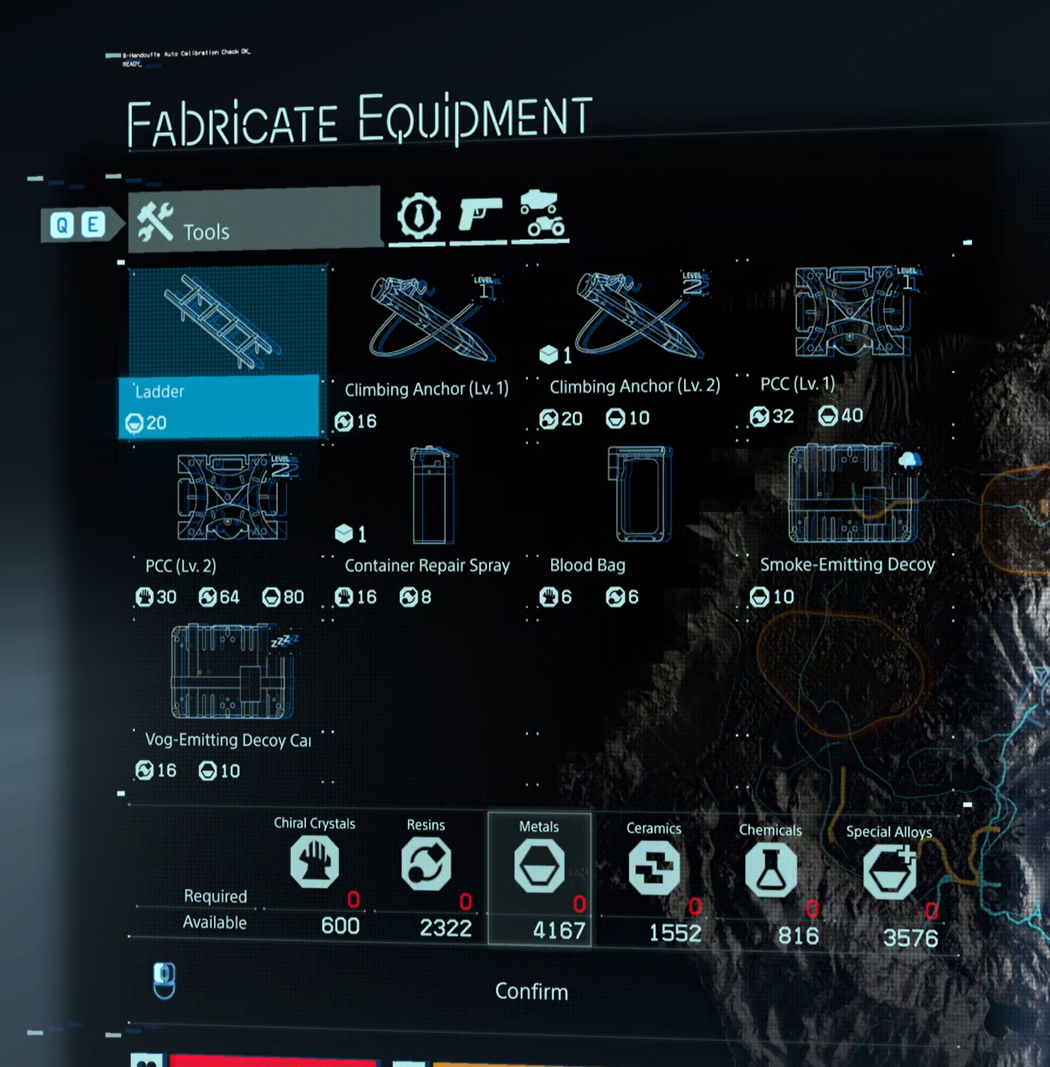 B-Handcuffs Auto Calibration Check OK_
READY_
Fabricate Equipment
Q E Tools
LEVEL 1
LEVEL 2
LEVEL 1
1
Ladder
Climbing Anchor (Lv. 1)
Climbing Anchor (Lv. 2)
PCC (Lv. 1)
20
16
20 10
32 40
LEVEL 2
1
PCC (Lv. 2)
Container Repair Spray
Blood Bag
Smoke-Emitting Decoy
30 64 80
16 8
6 6
10
zzZZ
Vog-Emitting Decoy Car
16 10
Chiral Crystals
Resins
Metals
Ceramics
Chemicals
Special Alloys
Required 0 0 0 0 0 0
Available 600 2322 4167 1552 816 3576
Confirm